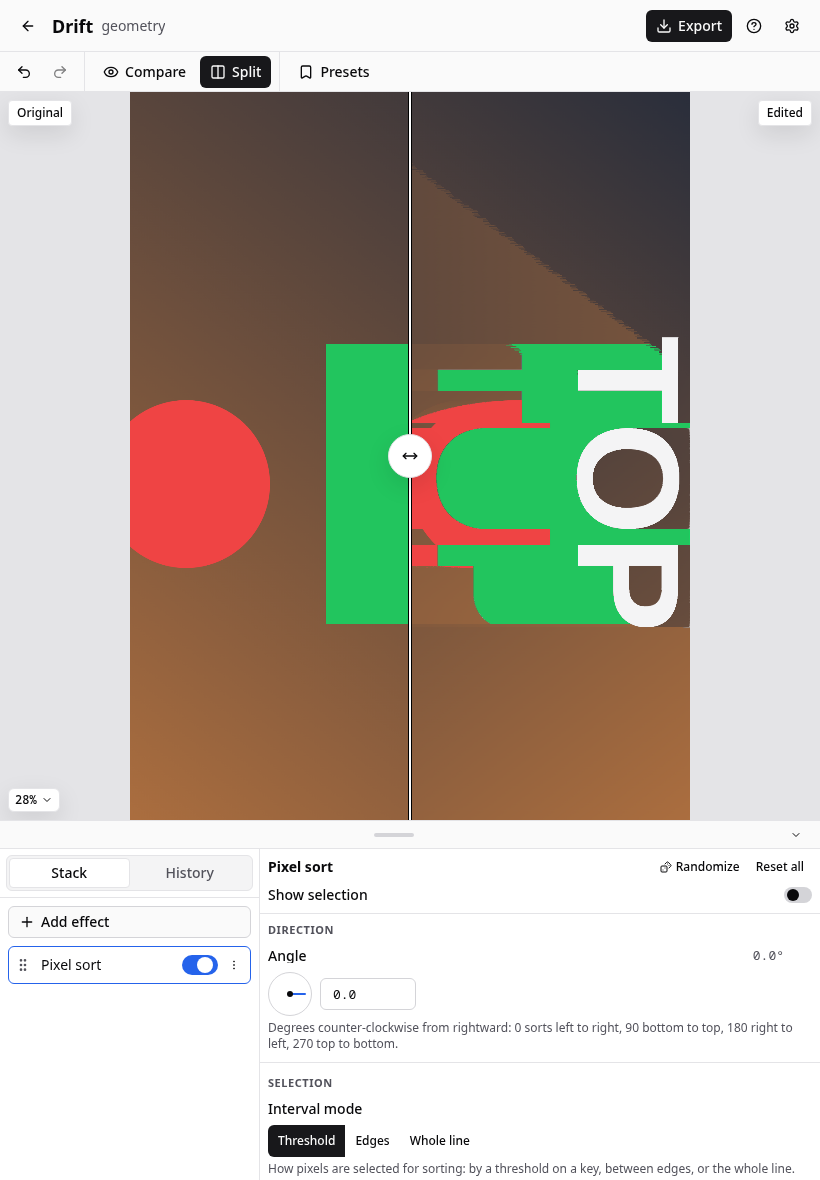 Drift geometry
Export
Compare
Split
Presets
Original
Edited
TOP
28%
Stack
History
Add effect
Pixel sort
Pixel sort
Randomize
Reset all
Show selection
DIRECTION
Angle
0.0°
0.0
Degrees counter-clockwise from rightward: 0 sorts left to right, 90 bottom to top, 180 right to
left, 270 top to bottom.
SELECTION
Interval mode
Threshold
Edges
Whole line
How pixels are selected for sorting: by a threshold on a key, between edges, or the whole line.